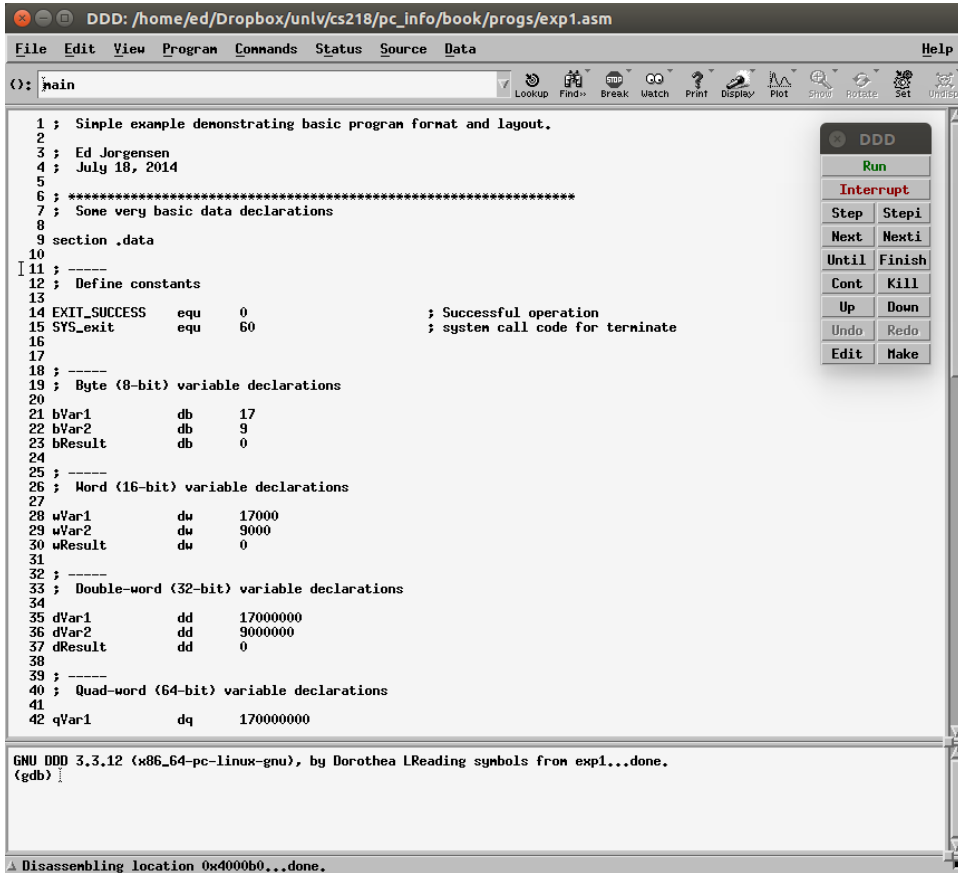 DDD: /home/ed/Dropbox/unlv/cs218/pc_info/book/progs/exp1.asm
File Edit View Program Commands Status Source Data Help
(): main Lookup Find» Break Watch Print Display Plot Show Rotate Set Undisp
1 ;  Simple example demonstrating basic program format and layout.
2
3 ;  Ed Jorgensen
4 ;  July 18, 2014
5
6 ; *************************************************************
7 ;  Some very basic data declarations
8
9 section .data
10
11 ; -----
12 ;  Define constants
13
14 EXIT_SUCCESS    equ     0                       ; Successful operation
15 SYS_exit        equ     60                      ; system call code for terminate
16
17
18 ; -----
19 ;  Byte (8-bit) variable declarations
20
21 bVar1           db      17
22 bVar2           db      9
23 bResult         db      0
24
25 ; -----
26 ;  Word (16-bit) variable declarations
27
28 wVar1           dw      17000
29 wVar2           dw      9000
30 wResult         dw      0
31
32 ; -----
33 ;  Double-word (32-bit) variable declarations
34
35 dVar1           dd      17000000
36 dVar2           dd      9000000
37 dResult         dd      0
38
39 ; -----
40 ;  Quad-word (64-bit) variable declarations
41
42 qVar1           dq      170000000
DDD
Run
Interrupt
Step Stepi
Next Nexti
Until Finish
Cont Kill
Up Down
Undo Redo
Edit Make
GNU DDD 3.3.12 (x86_64-pc-linux-gnu), by Dorothea LReading symbols from exp1...done.
(gdb)
Disassembling location 0x4000b0...done.